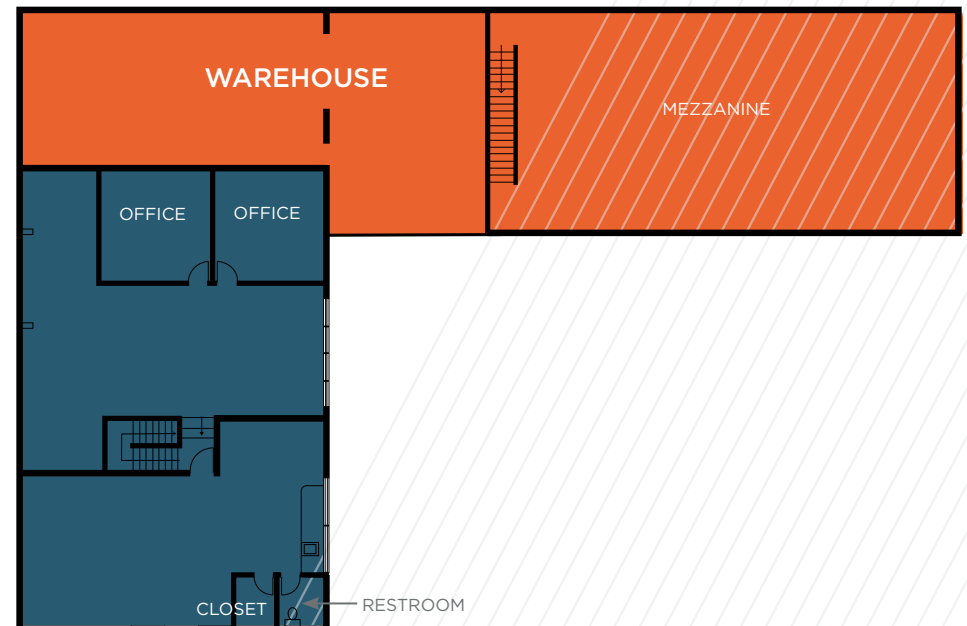 WAREHOUSE
MEZZANINE
OFFICE
OFFICE
CLOSET
RESTROOM